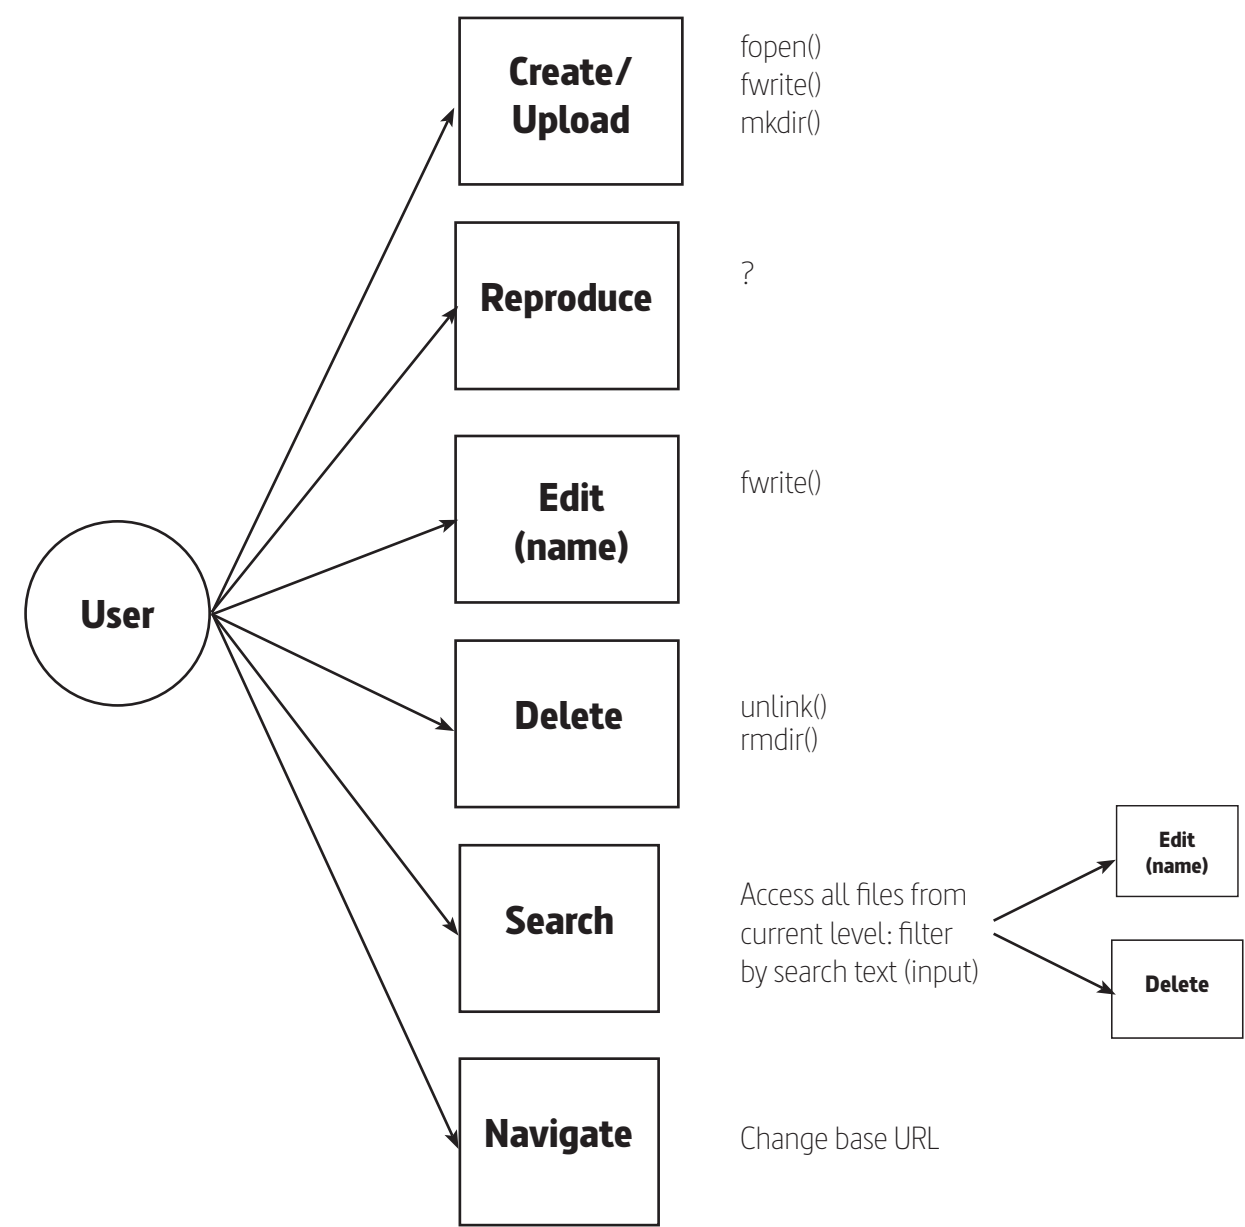 Create/
Upload
fopen()
fwrite()
mkdir()
Reproduce
?
Edit
(name)
fwrite()
User
Delete
unlink()
rmdir()
Search
Access all files from
current level: filter
by search text (input)
Edit
(name)
Delete
Navigate
Change base URL